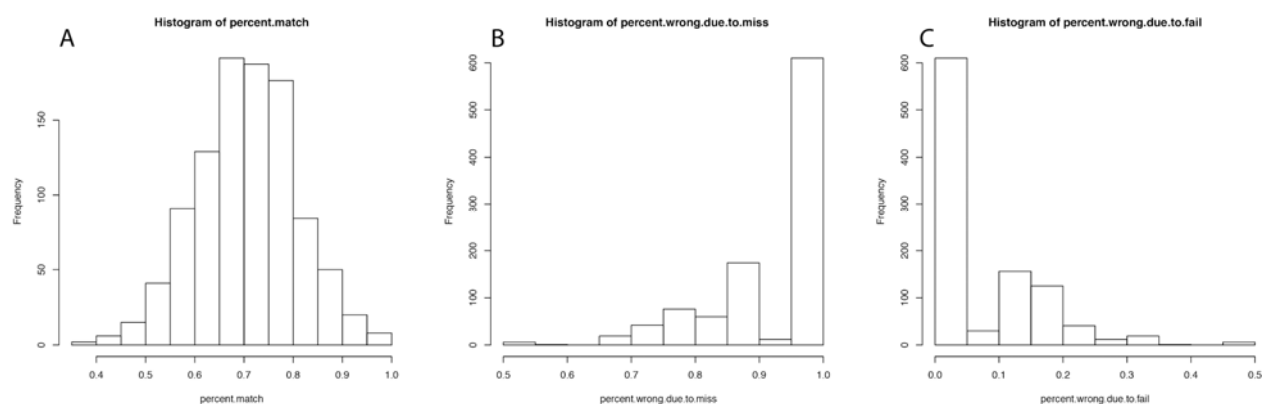 A
Histogram of percent.match
Frequency
0
50
100
150
0.4 0.5 0.6 0.7 0.8 0.9 1.0
percent.match
B
Histogram of percent.wrong.due.to.miss
Frequency
0
100
200
300
400
500
600
0.5 0.6 0.7 0.8 0.9 1.0
percent.wrong.due.to.miss
C
Histogram of percent.wrong.due.to.fail
Frequency
0
100
200
300
400
500
600
0.0 0.1 0.2 0.3 0.4 0.5
percent.wrong.due.to.fail